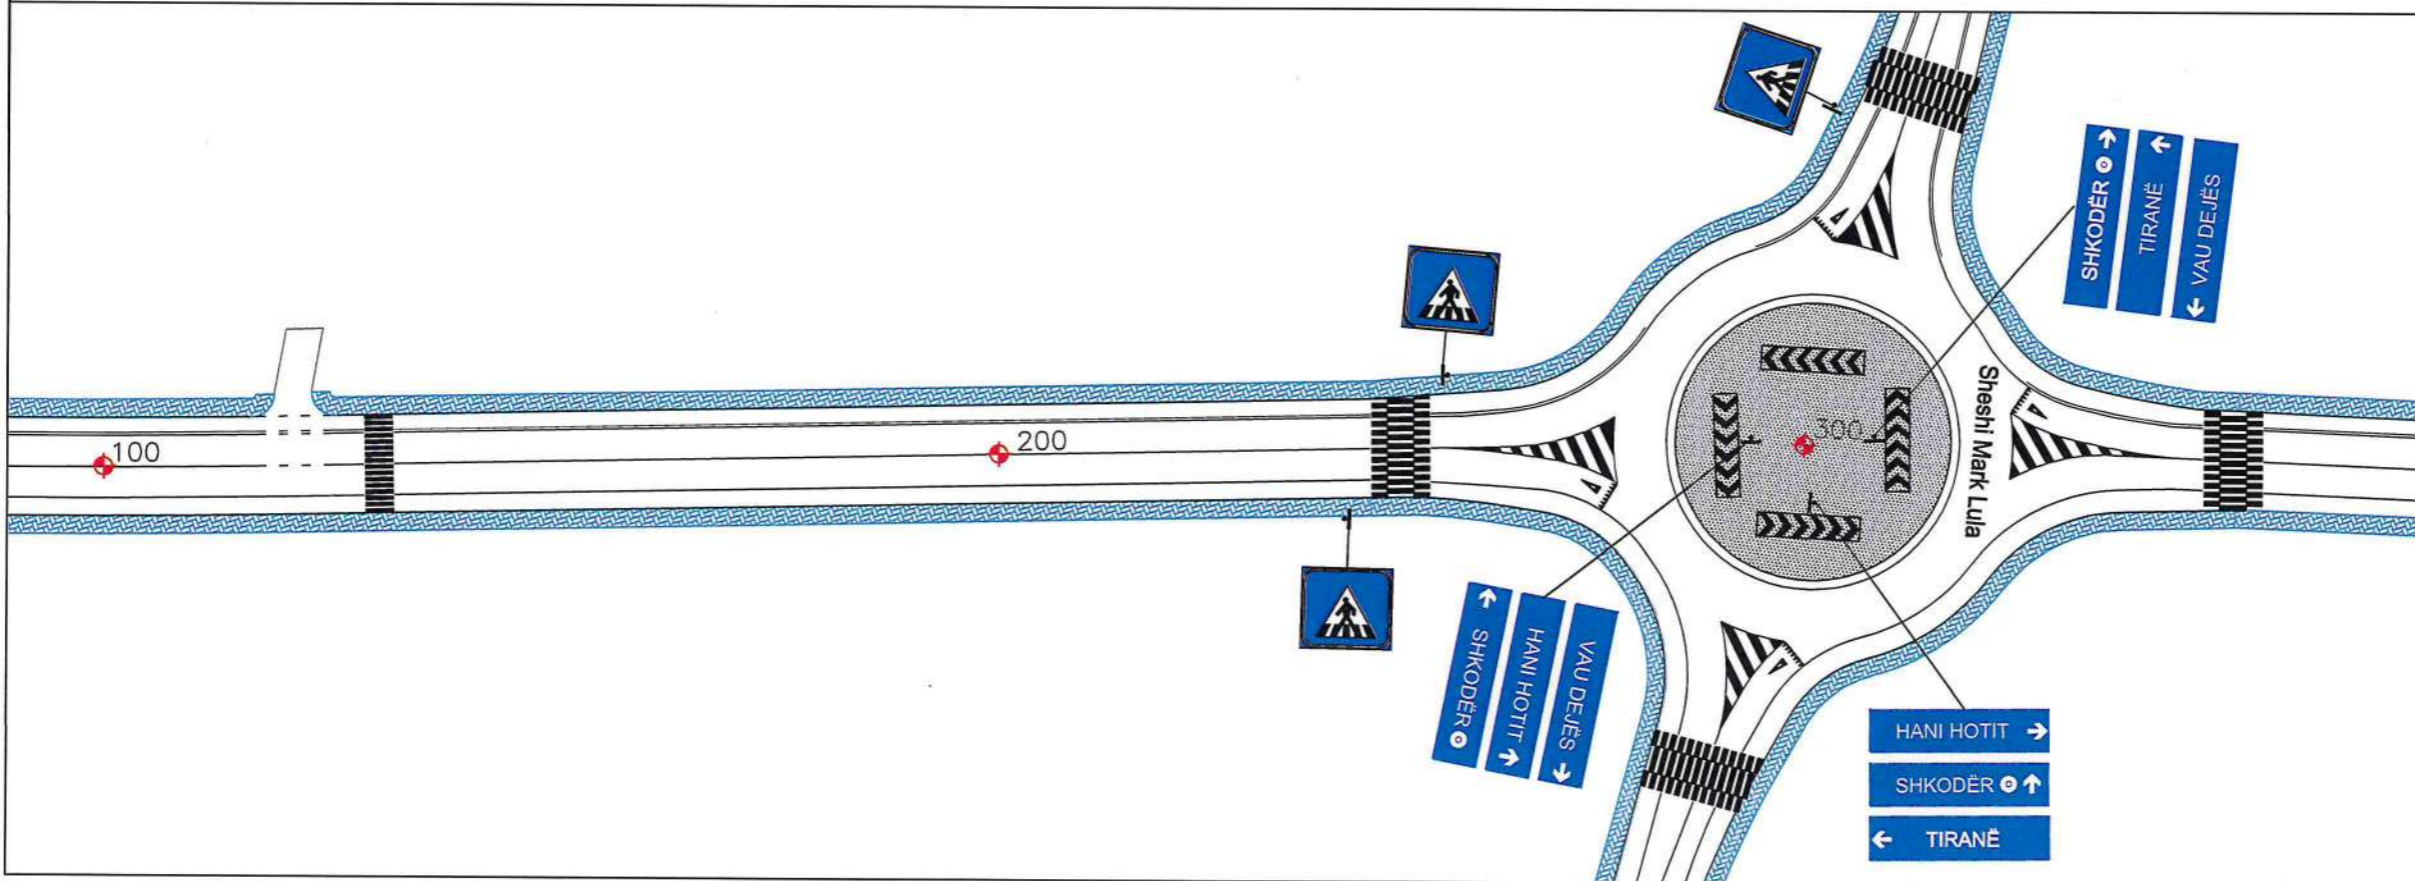 100
200
300
Sheshi Mark Lula
SHKODËR
TIRANË
VAU DEJËS
SHKODËR
HANI HOTIT
VAU DEJËS
HANI HOTIT
SHKODËR
TIRANË